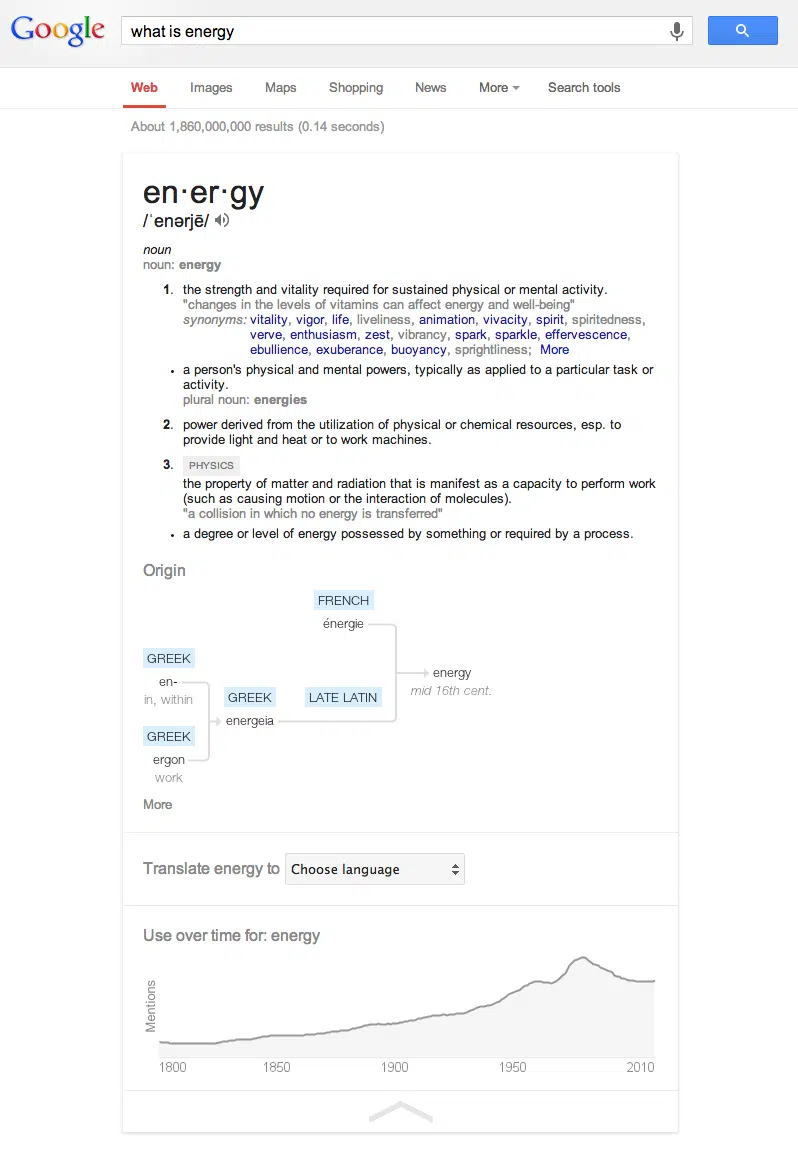 Google what is energy
Web Images Maps Shopping News More Search tools
About 1,860,000,000 results (0.14 seconds)
en·er·gy
/ˈenərjē/
noun
noun: energy
1. the strength and vitality required for sustained physical or mental activity.
"changes in the levels of vitamins can affect energy and well-being"
synonyms: vitality, vigor, life, liveliness, animation, vivacity, spirit, spiritedness,
verve, enthusiasm, zest, vibrancy, spark, sparkle, effervescence,
ebullience, exuberance, buoyancy, sprightliness; More
• a person's physical and mental powers, typically as applied to a particular task or
activity.
plural noun: energies
2. power derived from the utilization of physical or chemical resources, esp. to
provide light and heat or to work machines.
3. PHYSICS
the property of matter and radiation that is manifest as a capacity to perform work
(such as causing motion or the interaction of molecules).
"a collision in which no energy is transferred"
• a degree or level of energy possessed by something or required by a process.
Origin
FRENCH
énergie
GREEK
en-
in, within
energy
mid 16th cent.
GREEK LATE LATIN
energeia
GREEK
ergon
work
More
Translate energy to Choose language
Use over time for: energy
Mentions
1800 1850 1900 1950 2010